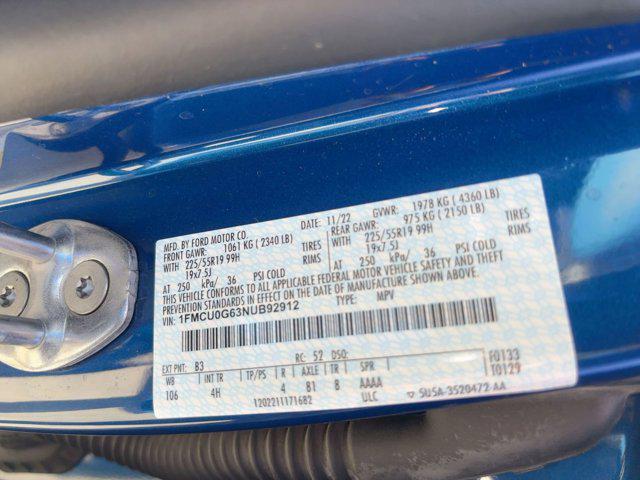 MFD. BY FORD MOTOR CO. DATE: 11/22 GVWR: 1978 KG ( 4360 LB)
FRONT GAWR: 1061 KG ( 2340 LB) REAR GAWR: 975 KG ( 2150 LB)
WITH 225/55R19 99H TIRES WITH 225/55R19 99H TIRES
19x7.5J RIMS 19x7.5J RIMS
AT 250 kPa/ 36 PSI COLD AT 250 kPa/ 36 PSI COLD
THIS VEHICLE CONFORMS TO ALL APPLICABLE FEDERAL MOTOR VEHICLE SAFETY AND THEFT
PREVENTION STANDARDS IN EFFECT ON THE DATE OF MANUFACTURE SHOWN ABOVE.
VIN: 1FMCU0G63NUB92912 TYPE: MPV
EXT PNT: B3 RC: 52 DSO: F0133
WB INT TR TP/PS R AXLE TR SPR T0129
106 4H 4 B1 8 AAAA
1202211171682 ULC ▽ 5U5A-3520472-AA